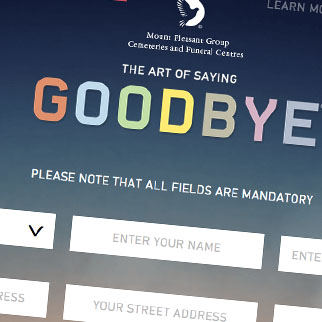 LEARN MO
Mount Pleasant Group
Cemeteries and Funeral Centres
THE ART OF SAYING
GOODBYE
PLEASE NOTE THAT ALL FIELDS ARE MANDATORY
ENTER YOUR NAME
ENTE
RESS
YOUR STREET ADDRESS